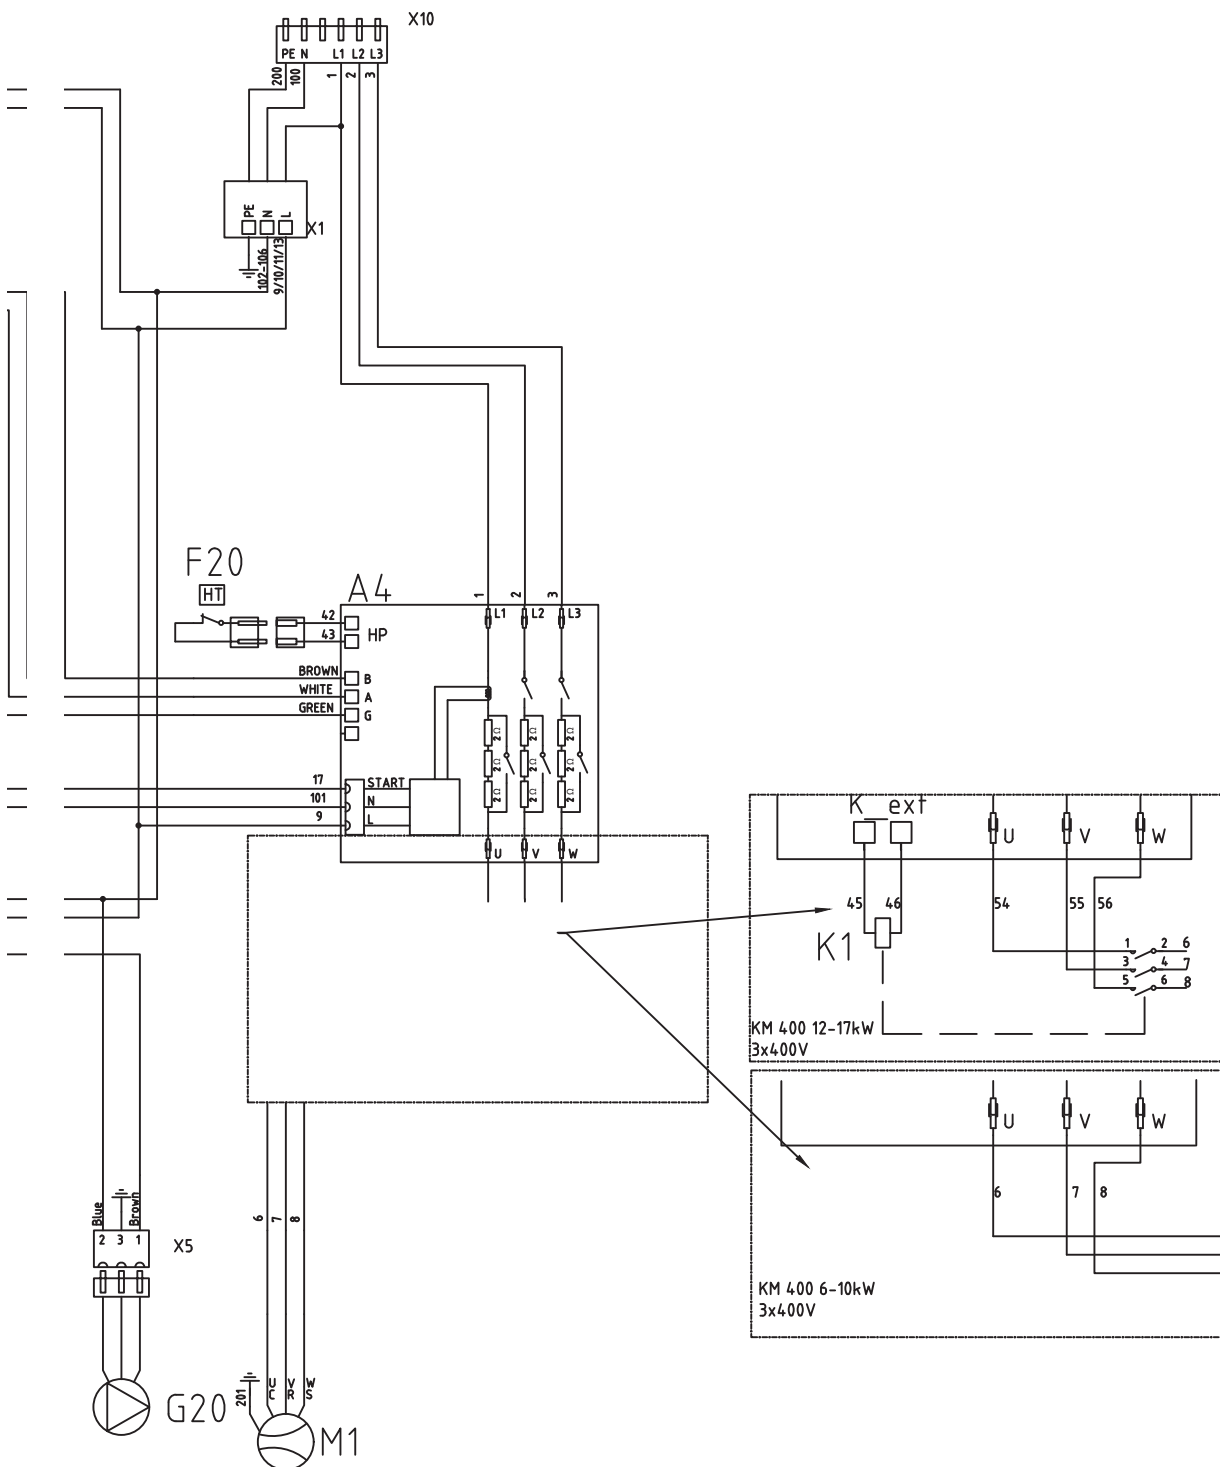 X10
PE N L1 L2 L3
200 100 1 2 3
PE N L
X1
102-106
9/10/11/13
F20
HT
A4
1 2 3
L1 L2 L3
42
43
HP
BROWN B
WHITE A
GREEN G
2Ω 2Ω 2Ω
2Ω 2Ω 2Ω
2Ω 2Ω 2Ω
17 START
101 N
9 L
U V W
K_ext
U V W
45 46 54 55 56
K1
1 2 6
3 4 7
5 6 8
KM 400 12-17kW
3x400V
U V W
6 7 8
KM 400 6-10kW
3x400V
Blue Brown
2 3 1
X5
6 7 8
G20
201
U V W
C R S
M1